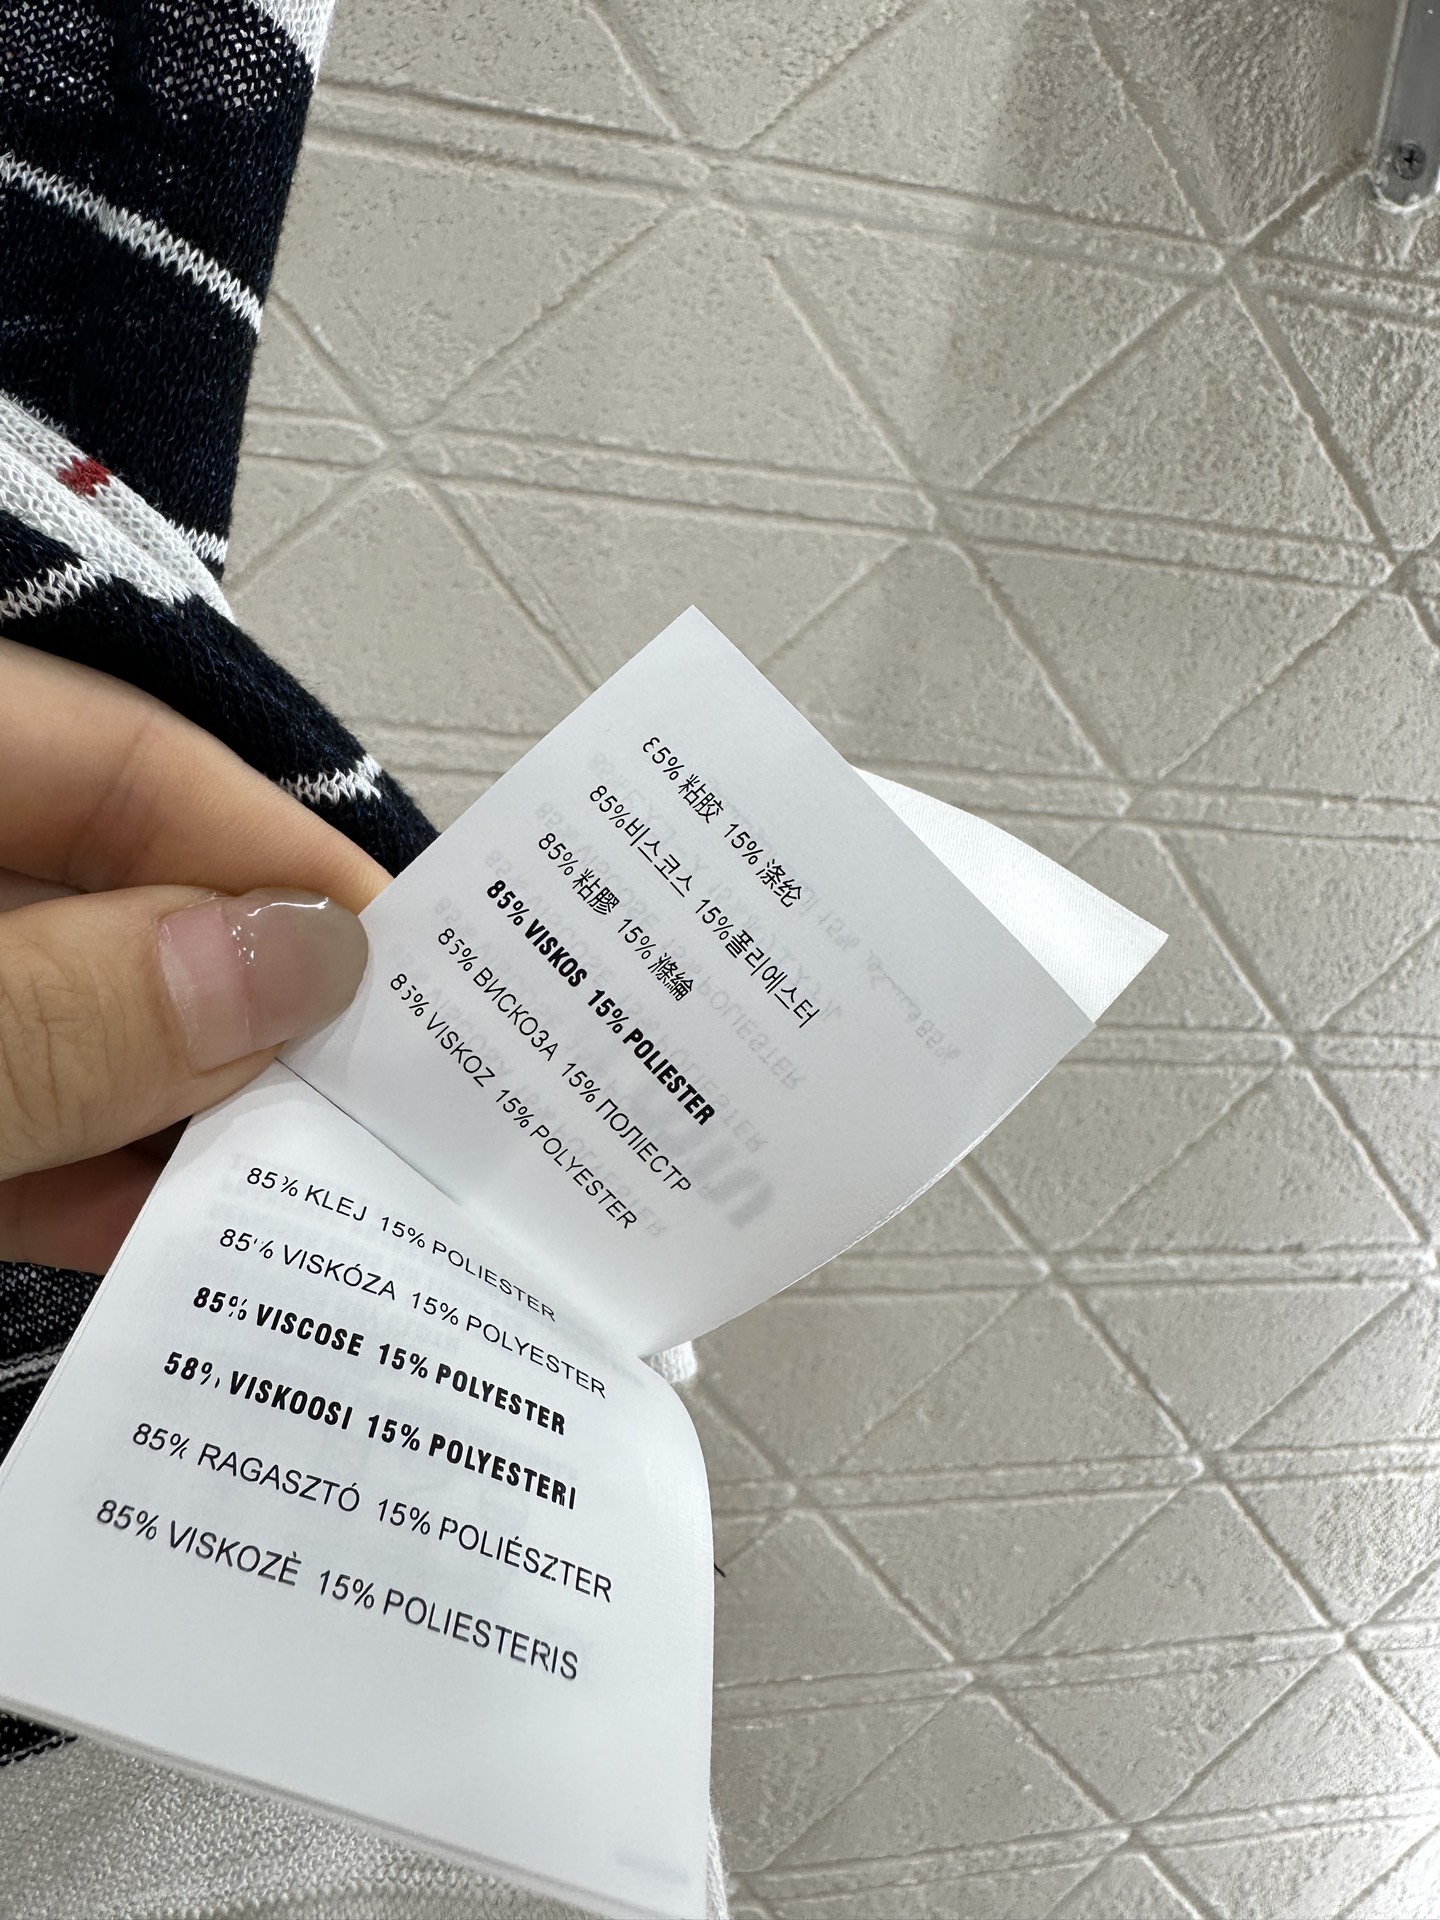 85% 粘胶 15% 涤纶
85%비스코스 15%폴리에스터
85% 粘膠 15% 滌綸
85% VISKOS 15% POLIESTER
85% ВИСКОЗА 15% ПОЛІЕСТР
85% VISKOZ 15% POLYESTER
85% KLEJ 15% POLIESTER
85% VISKÓZA 15% POLYESTER
85% VISCOSE 15% POLYESTER
58% VISKOOSI 15% POLYESTERI
85% RAGASZTÓ 15% POLIÉSZTER
85% VISKOZĖ 15% POLIESTERIS